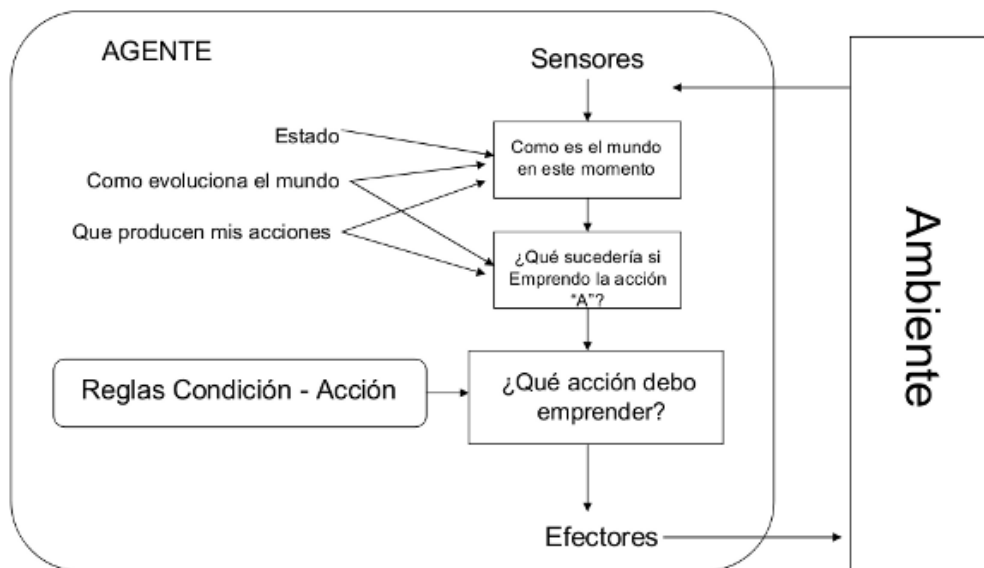 AGENTE
Sensores
Estado
Como es el mundo
en este momento
Como evoluciona el mundo
Que producen mis acciones
¿Qué sucedería si
Emprendo la acción
“A”?
Reglas Condición - Acción
¿Qué acción debo
emprender?
Efectores
Ambiente